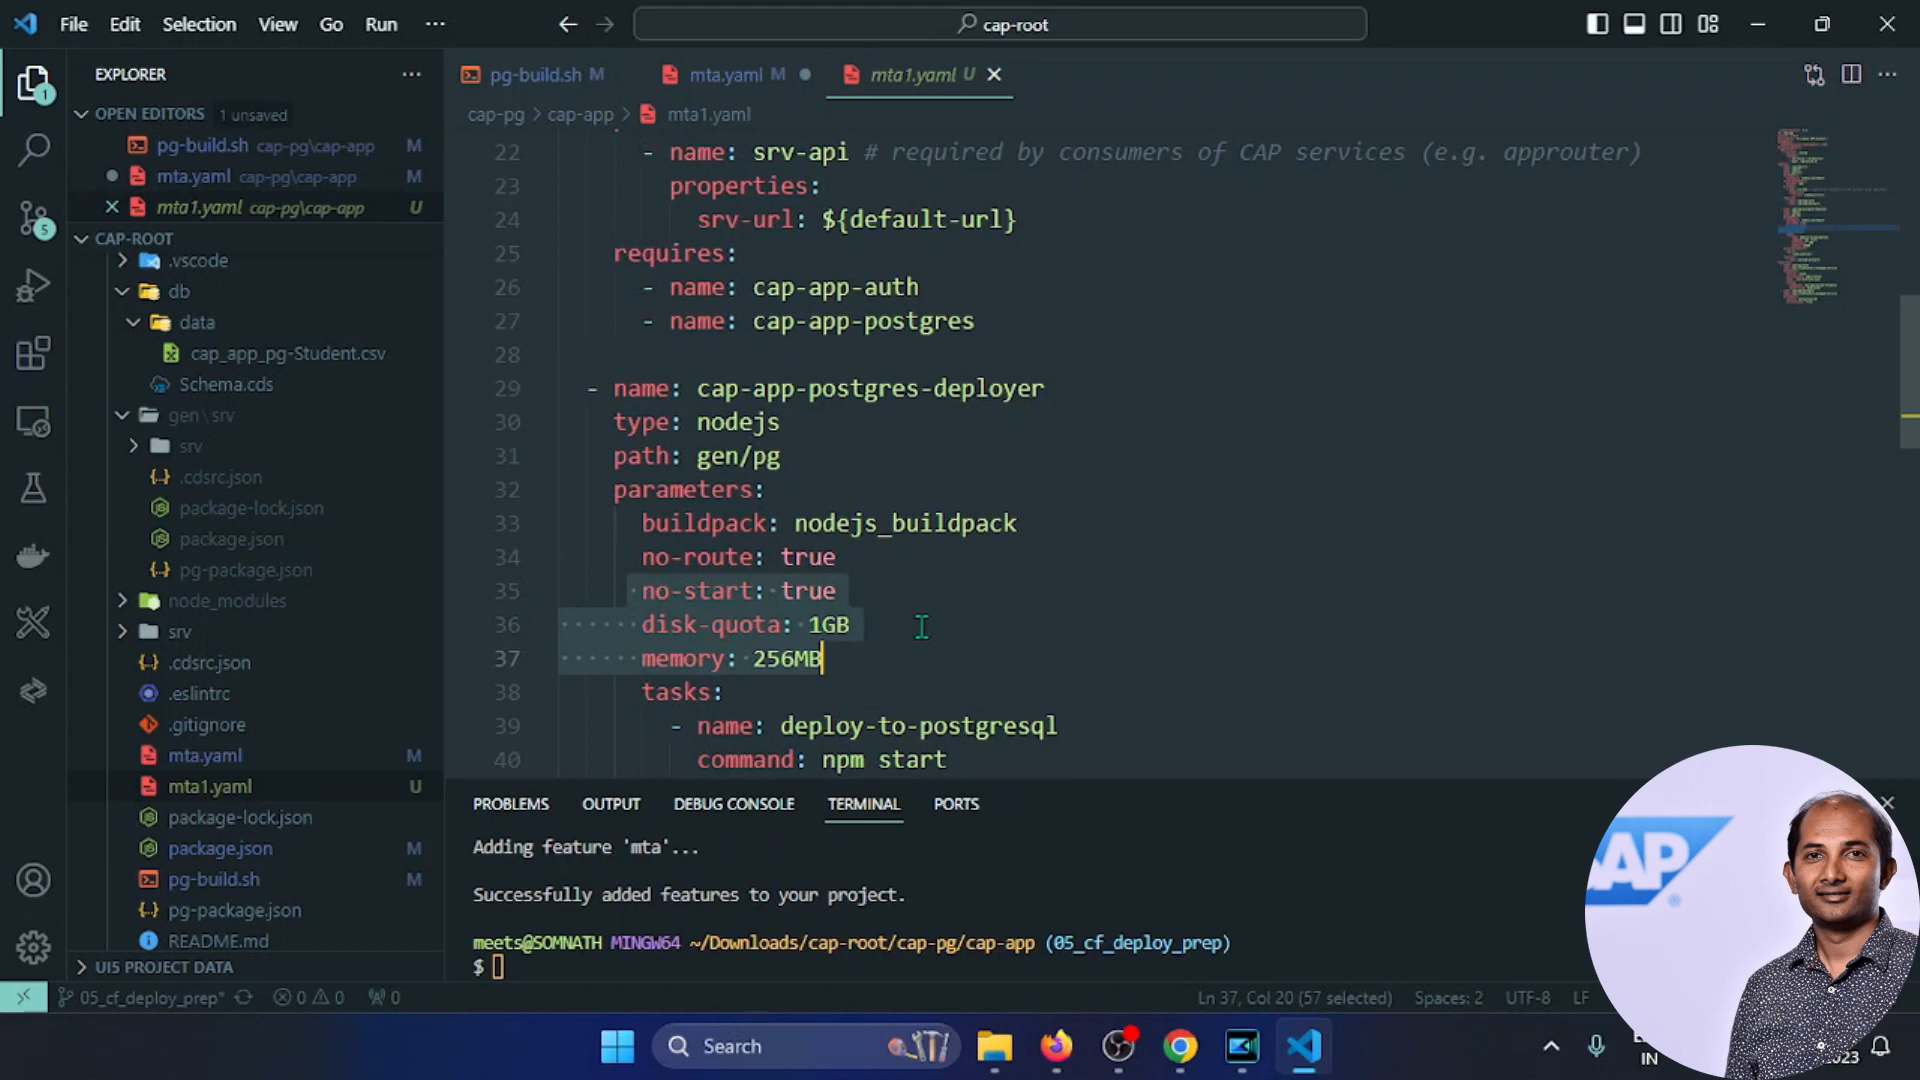 File Edit Selection View Go Run ···
cap-root
EXPLORER
OPEN EDITORS 1 unsaved
pg-build.sh cap-pg\cap-app M
mta.yaml cap-pg\cap-app M
mta1.yaml cap-pg\cap-app U
CAP-ROOT
.vscode
db
data
cap_app_pg-Student.csv
Schema.cds
gen \ srv
srv
.cdsrc.json
package-lock.json
package.json
pg-package.json
node_modules
srv
.cdsrc.json
.eslintrc
.gitignore
mta.yaml M
mta1.yaml U
package-lock.json
package.json M
pg-build.sh M
pg-package.json
README.md
UI5 PROJECT DATA
1
5
pg-build.sh M mta.yaml M mta1.yaml U
cap-pg > cap-app > mta1.yaml
22 - name: srv-api # required by consumers of CAP services (e.g. approuter)
23 properties:
24 srv-url: ${default-url}
25 requires:
26 - name: cap-app-auth
27 - name: cap-app-postgres
28
29 - name: cap-app-postgres-deployer
30 type: nodejs
31 path: gen/pg
32 parameters:
33 buildpack: nodejs_buildpack
34 no-route: true
35 no-start: true
36 disk-quota: 1GB
37 memory: 256MB
38 tasks:
39 - name: deploy-to-postgresql
40 command: npm start
PROBLEMS OUTPUT DEBUG CONSOLE TERMINAL PORTS
Adding feature 'mta'...
Successfully added features to your project.
meets@SOMNATH MINGW64 ~/Downloads/cap-root/cap-pg/cap-app (05_cf_deploy_prep)
$
05_cf_deploy_prep* 0 0 0 Ln 37, Col 20 (57 selected) Spaces: 2 UTF-8 LF
Search
IN
2023